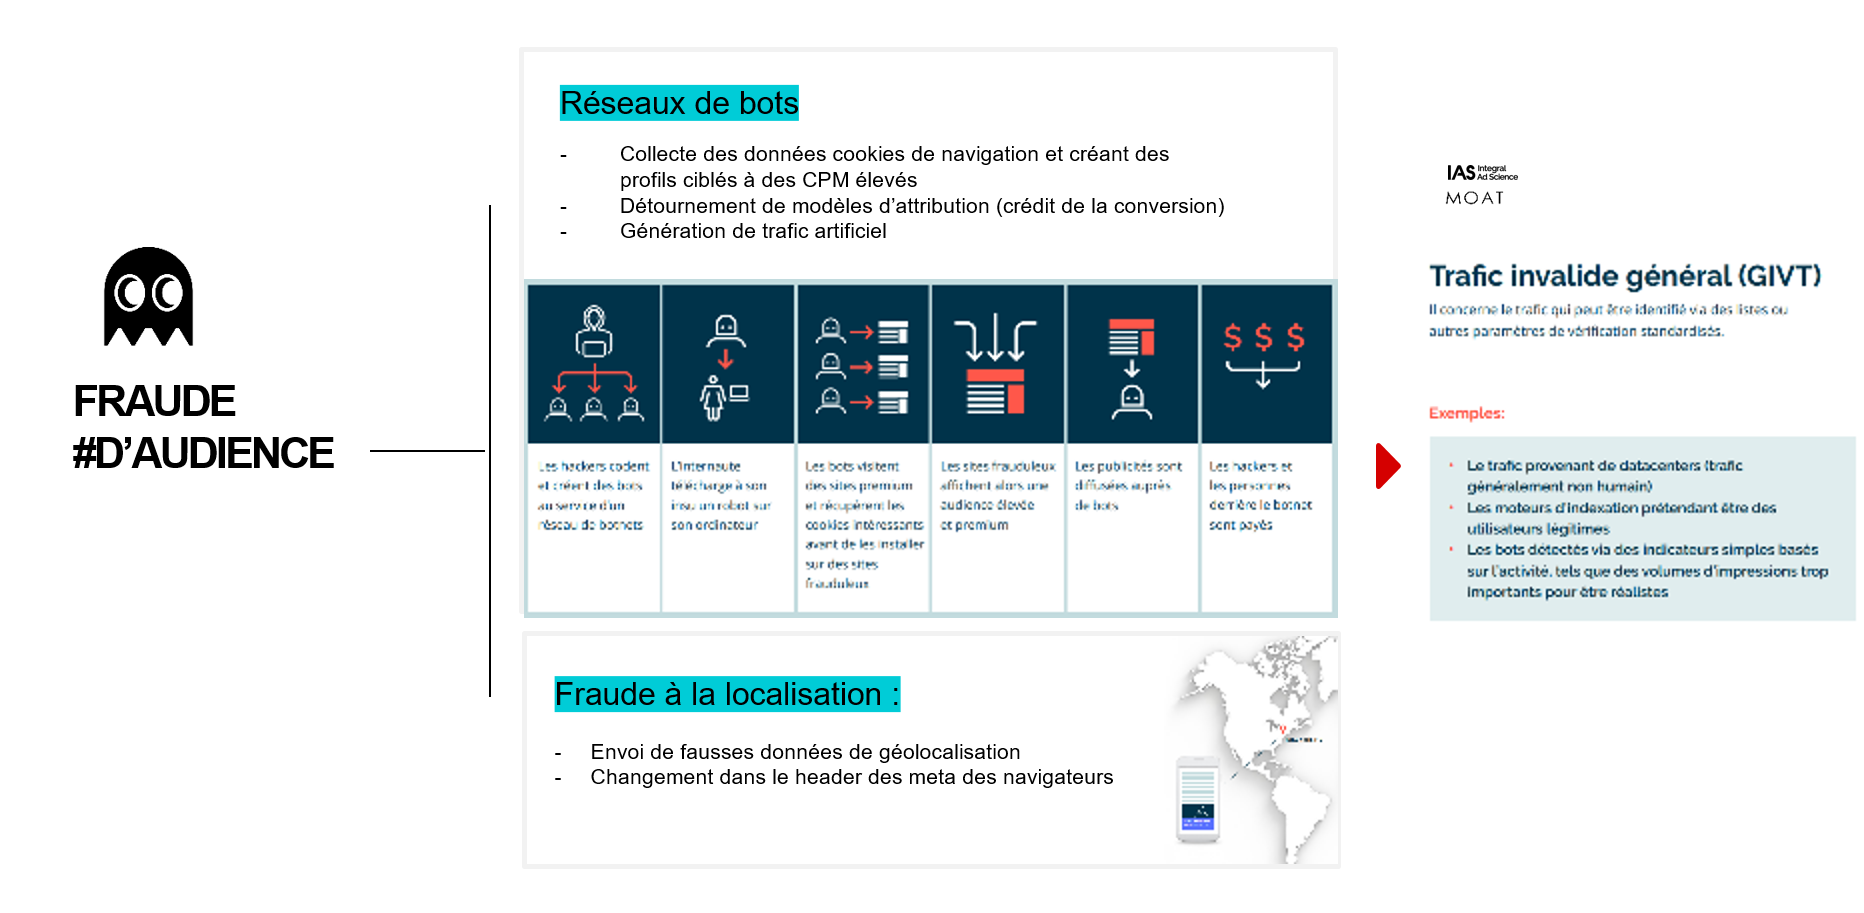 FRAUDE
#D’AUDIENCE
Réseaux de bots
- Collecte des données cookies de navigation et créant des
profils ciblés à des CPM élevés
- Détournement de modèles d’attribution (crédit de la conversion)
- Génération de trafic artificiel
$ $ $
Les hackers codent
et créent des bots
au service d'un
réseau de botnets
L'internaute
télécharge à son
insu un robot sur
son ordinateur
Les bots visitent
des sites premium
et récupèrent les
cookies intéressants
avant de les installer
sur des sites
frauduleux
Les sites frauduleux
affichent alors une
audience élevée
et premium
Les publicités sont
diffusées auprès
de bots
Les hackers et
les personnes
derrière le botnet
sont payés
Fraude à la localisation :
- Envoi de fausses données de géolocalisation
- Changement dans le header des meta des navigateurs
IAS Integral
Ad Science
MOAT
Trafic invalide général (GIVT)
Il concerne le trafic qui peut être identifié via des listes ou
autres paramètres de vérification standardisés.
Exemples:
• Le trafic provenant de datacenters (trafic
généralement non humain)
• Les moteurs d'indexation prétendant être des
utilisateurs légitimes
• Les bots détectés via des indicateurs simples basés
sur l'activité, tels que des volumes d'impressions trop
importants pour être réalistes